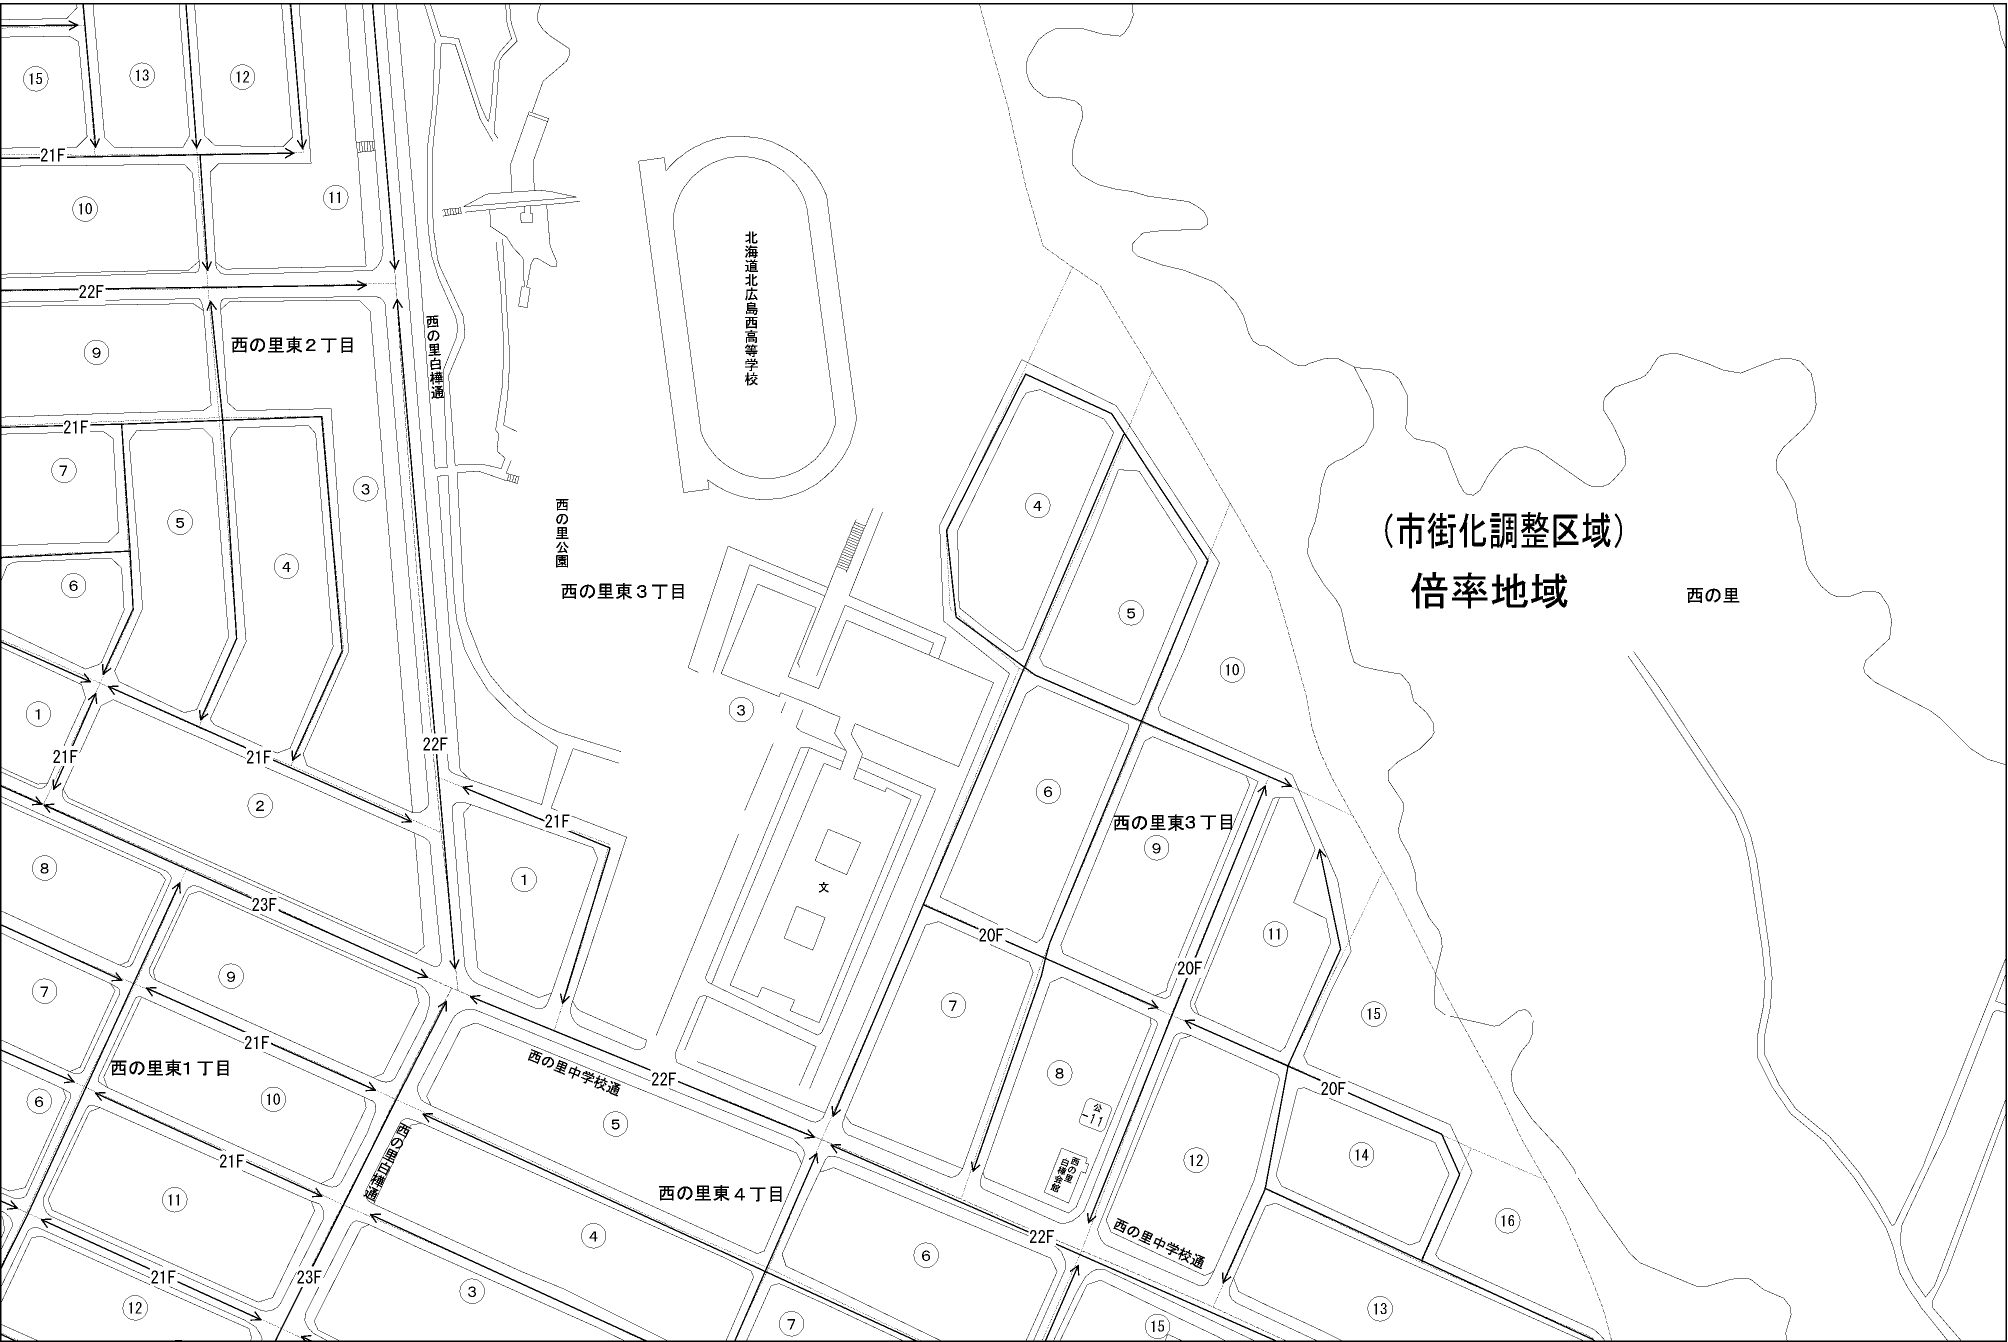 15
13
12
21F
10
11
22F
9
西の里東2丁目
西の里白樺通
北海道北広島西高等学校
21F
7
5
3
4
6
西の里公園
西の里東3丁目
4
5
(市街化調整区域)
倍率地域
西の里
10
1
21F
21F
22F
3
2
21F
6
西の里東3丁目
9
8
23F
1
文
20F
11
9
20F
7
7
15
21F
西の里東1丁目
西の里中学校通
22F
8
公
-11
20F
6
10
5
西の里
白樺会館
14
12
21F
西の里白樺通
西の里東4丁目
11
16
4
6
22F
西の里中学校通
21F
23F
3
12
7
15
13